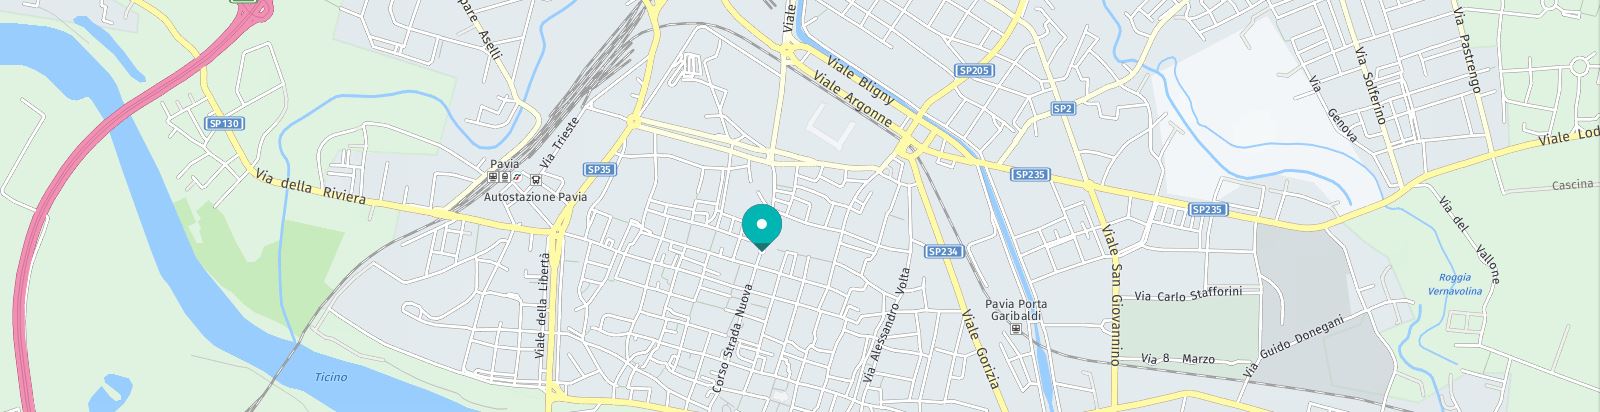 Viale
Via Pastrengo
Via Solferino
pare Aselli
Viale Bligny
SP205
Viale Argonne
Via Genova
SP2
SP130
Via Trieste
Viale Lod
Pavia
SP35
SP235
Via della Riviera
Cascina
Autostazione Pavia
SP235
Via del Vallone
SP234
Viale San Giovannino
Viale della Libertà
Corso Strada Nuova
Via Alessandro Volta
Roggia
Vernavolina
Via Carlo Stafforini
Pavia Porta
Garibaldi
Via Guido Donegani
Viale Gorizia
Via 8 Marzo
Ticino